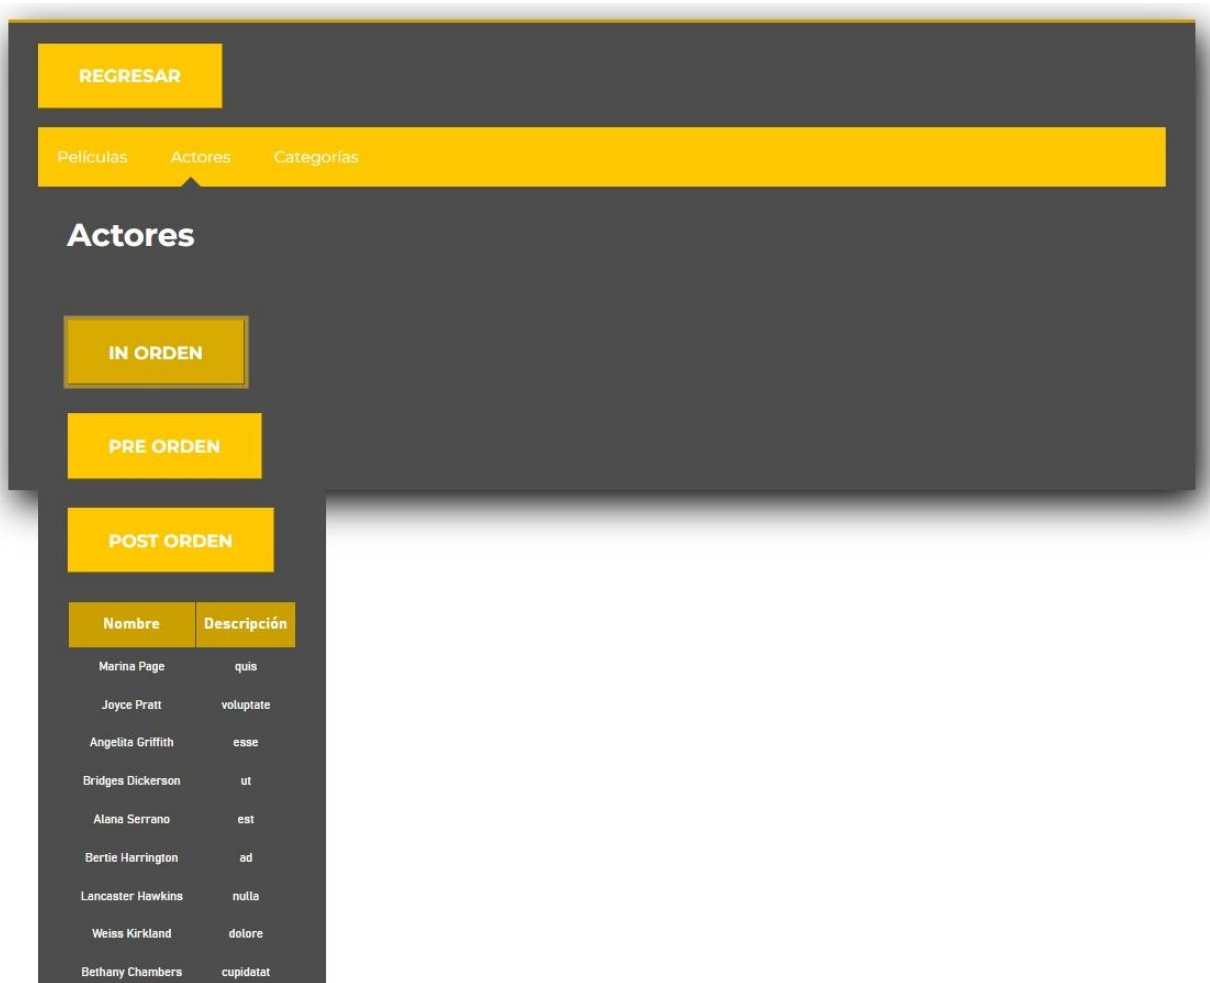 REGRESAR
Películas Actores Categorías
Actores
IN ORDEN
PRE ORDEN
POST ORDEN
Nombre Descripción
Marina Page quis
Joyce Pratt voluptate
Angelita Griffith esse
Bridges Dickerson ut
Alana Serrano est
Bertie Harrington ad
Lancaster Hawkins nulla
Weiss Kirkland dolore
Bethany Chambers cupidatat